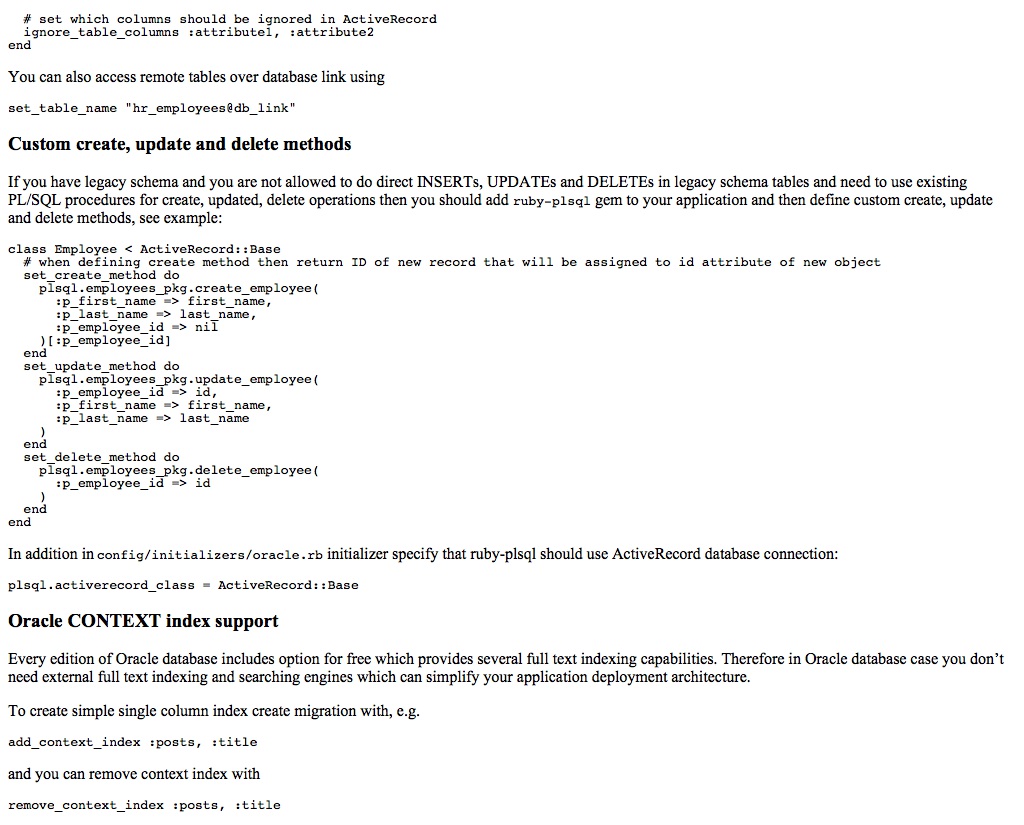 # set which columns should be ignored in ActiveRecord
ignore_table_columns :attribute1, :attribute2
end
You can also access remote tables over database link using
set_table_name "hr_employees@db_link"
Custom create, update and delete methods
If you have legacy schema and you are not allowed to do direct INSERTs, UPDATEs and DELETEs in legacy schema tables and need to use existing
PL/SQL procedures for create, updated, delete operations then you should add ruby-plsql gem to your application and then define custom create, update
and delete methods, see example:
class Employee < ActiveRecord::Base
# when defining create method then return ID of new record that will be assigned to id attribute of new object
set_create_method do
plsql.employees_pkg.create_employee(
:p_first_name => first_name,
:p_last_name => last_name,
:p_employee_id => nil
)[:p_employee_id]
end
set_update_method do
plsql.employees_pkg.update_employee(
:p_employee_id => id,
:p_first_name => first_name,
:p_last_name => last_name
)
end
set_delete_method do
plsql.employees_pkg.delete_employee(
:p_employee_id => id
)
end
end
In addition in config/initializers/oracle.rb initializer specify that ruby-plsql should use ActiveRecord database connection:
plsql.activerecord_class = ActiveRecord::Base
Oracle CONTEXT index support
Every edition of Oracle database includes option for free which provides several full text indexing capabilities. Therefore in Oracle database case you don’t
need external full text indexing and searching engines which can simplify your application deployment architecture.
To create simple single column index create migration with, e.g.
add_context_index :posts, :title
and you can remove context index with
remove_context_index :posts, :title